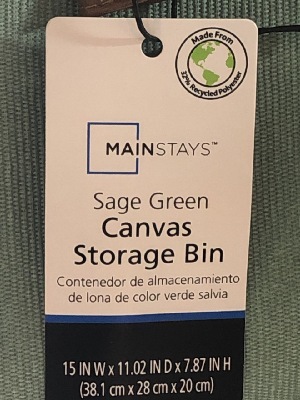 Made From
32% Recycled Polyester
MAINSTAYS™
Sage Green
Canvas
Storage Bin
Contenedor de almacenamiento
de lona de color verde salvia
15 IN W x 11.02 IN D x 7.87 IN H
(38.1 cm x 28 cm x 20 cm)